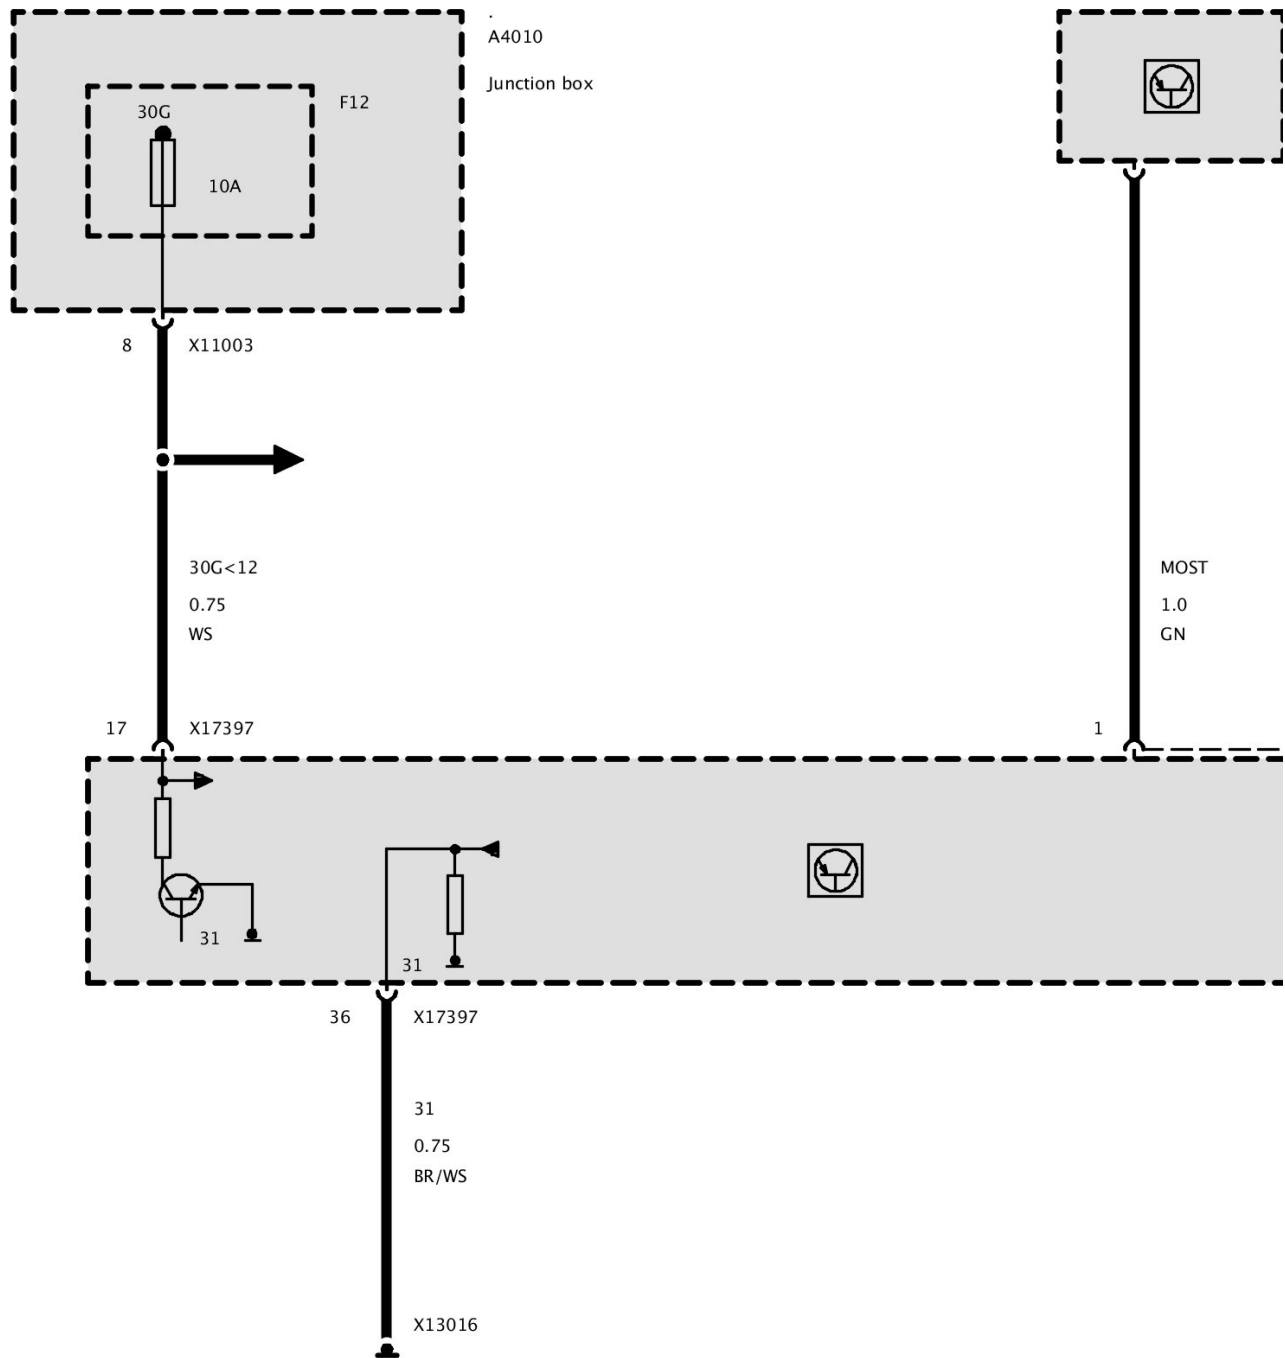 .
A4010
Junction box
F12
30G
10A
8 X11003
30G<12
0.75
WS
MOST
1.0
GN
17 X17397
1
31
31
36 X17397
31
0.75
BR/WS
X13016